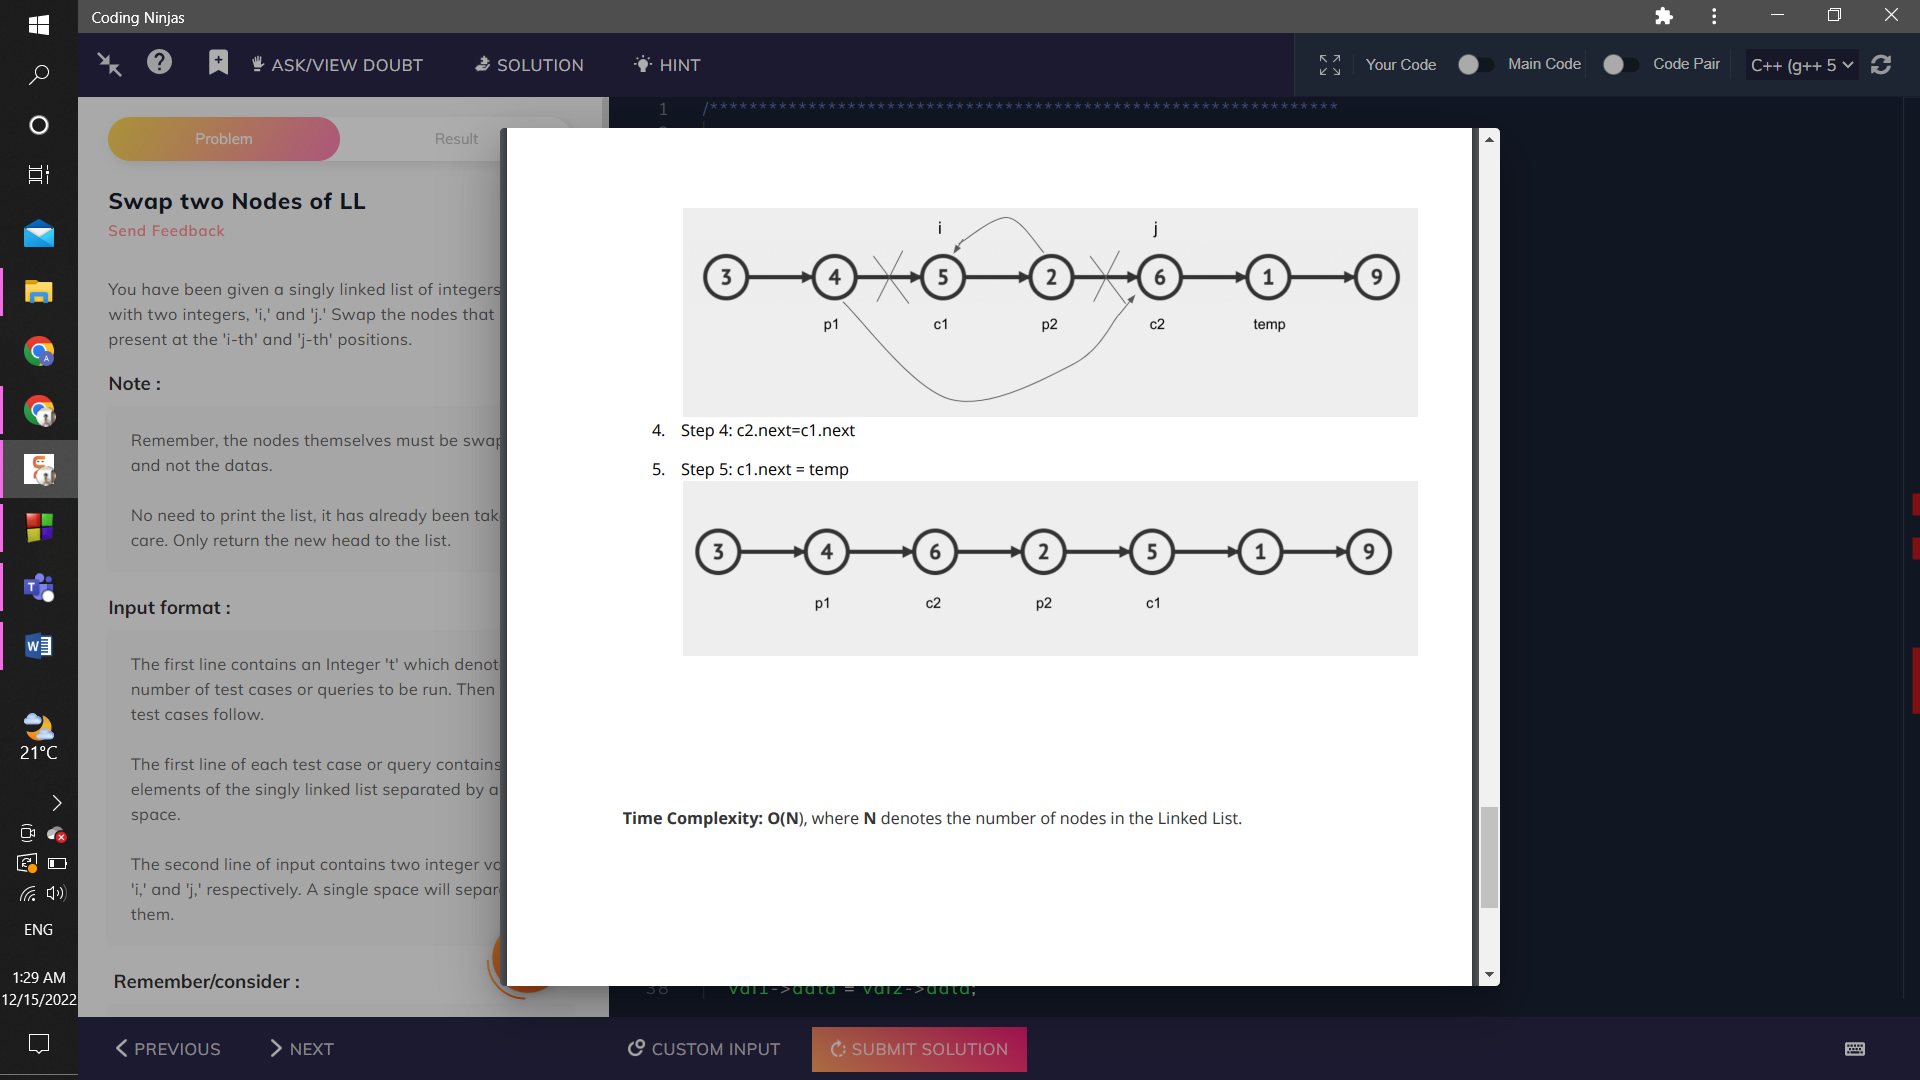 Coding Ninjas
ASK/VIEW DOUBT
SOLUTION
HINT
Your Code
Main Code
Code Pair
C++ (g++ 5
Problem
Result
Swap two Nodes of LL
Send Feedback
You have been given a singly linked list of integers
with two integers, 'i,' and 'j.' Swap the nodes that
present at the 'i-th' and 'j-th' positions.
Note :
Remember, the nodes themselves must be swap
and not the datas.
No need to print the list, it has already been tak
care. Only return the new head to the list.
Input format :
The first line contains an Integer 't' which denot
number of test cases or queries to be run. Then
test cases follow.
The first line of each test case or query contains
elements of the singly linked list separated by a
space.
The second line of input contains two integer va
'i,' and 'j,' respectively. A single space will separ
them.
Remember/consider :
1 /****************************************************************
i j
3 4 5 2 6 1 9
p1 c1 p2 c2 temp
4. Step 4: c2.next=c1.next
5. Step 5: c1.next = temp
3 4 6 2 5 1 9
p1 c2 p2 c1
Time Complexity: O(N), where N denotes the number of nodes in the Linked List.
38 val1->data = val2->data;
PREVIOUS
NEXT
CUSTOM INPUT
SUBMIT SOLUTION
21°C
ENG
1:29 AM
12/15/2022